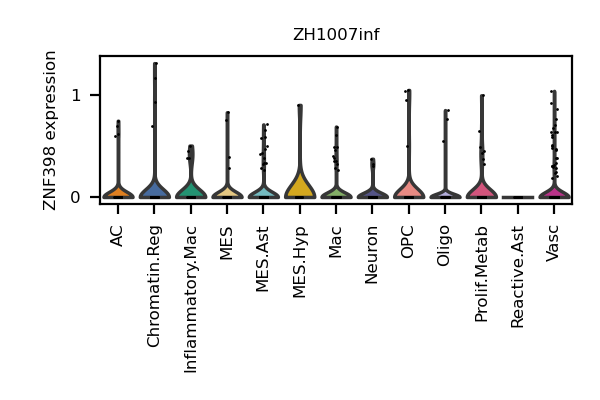 ZH1007inf
ZNF398 expression
1
0
AC
Chromatin.Reg
Inflammatory.Mac
MES
MES.Ast
MES.Hyp
Mac
Neuron
OPC
Oligo
Prolif.Metab
Reactive.Ast
Vasc